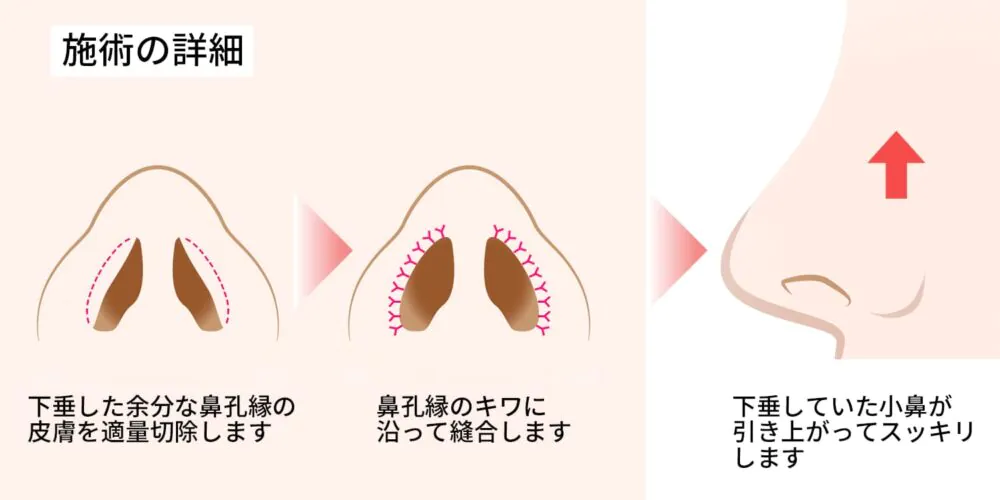 施術の詳細
下垂した余分な鼻孔縁の
皮膚を適量切除します
鼻孔縁のキワに
沿って縫合します
下垂していた小鼻が
引き上がってスッキリ
します